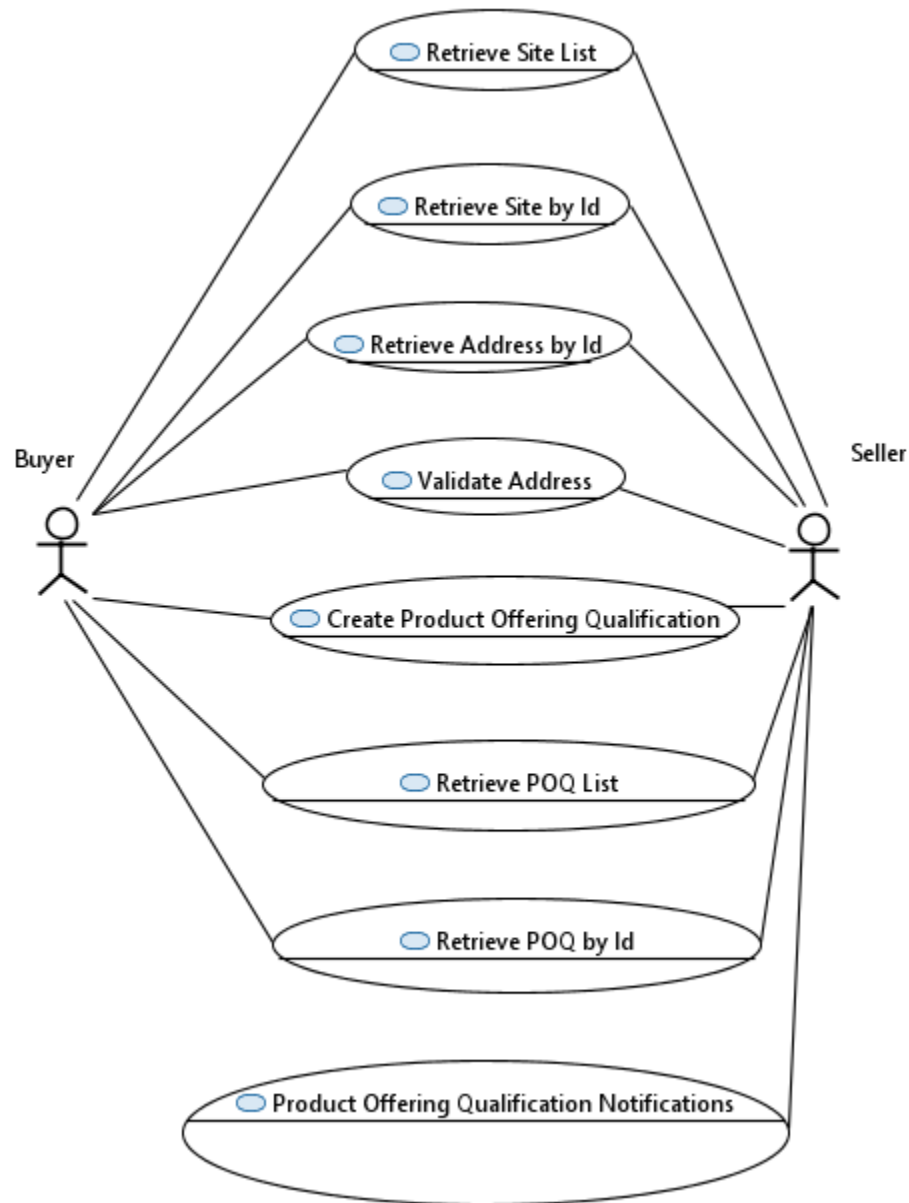 Retrieve Site List
Retrieve Site by Id
Retrieve Address by Id
Buyer
Seller
Validate Address
Create Product Offering Qualification
Retrieve POQ List
Retrieve POQ by Id
Product Offering Qualification Notifications